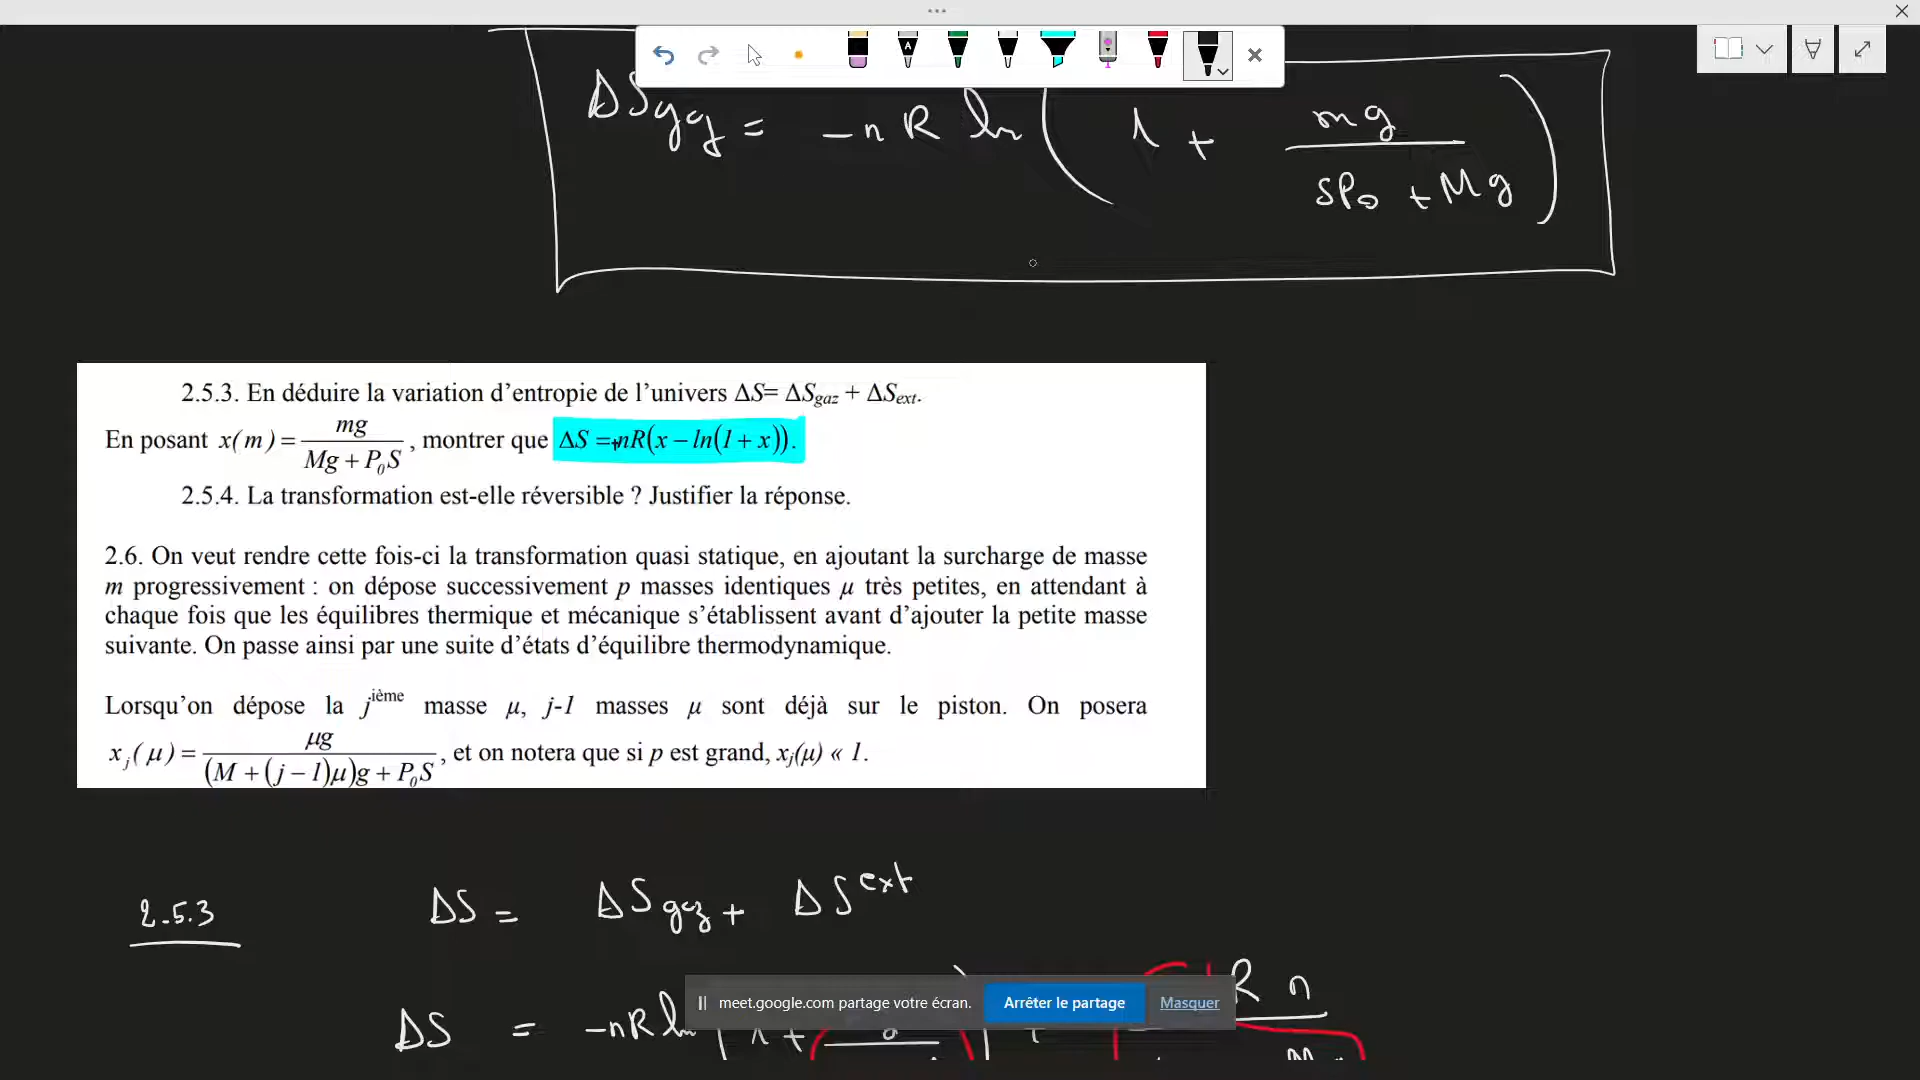 ΔSgaz = -nR ln(1 + mg / (SP₀ + Mg))
2.5.3. En déduire la variation d’entropie de l’univers ΔS= ΔSgaz + ΔSext.
En posant x(m) = mg / (Mg + P₀S), montrer que ΔS =+nR(x − ln(1 + x)).
2.5.4. La transformation est-elle réversible ? Justifier la réponse.
2.6. On veut rendre cette fois-ci la transformation quasi statique, en ajoutant la surcharge de masse
m progressivement : on dépose successivement p masses identiques μ très petites, en attendant à
chaque fois que les équilibres thermique et mécanique s’établissent avant d’ajouter la petite masse
suivante. On passe ainsi par une suite d’états d’équilibre thermodynamique.
Lorsqu’on dépose la jième masse μ, j-1 masses μ sont déjà sur le piston. On posera
xj(μ) = μg / ((M + (j − 1)μ)g + P₀S), et on notera que si p est grand, xj(μ) « 1.
2.5.3 ΔS = ΔSgaz + ΔS ext
ΔS = -nR ln(1 + R n
meet.google.com partage votre écran. Arrêter le partage Masquer